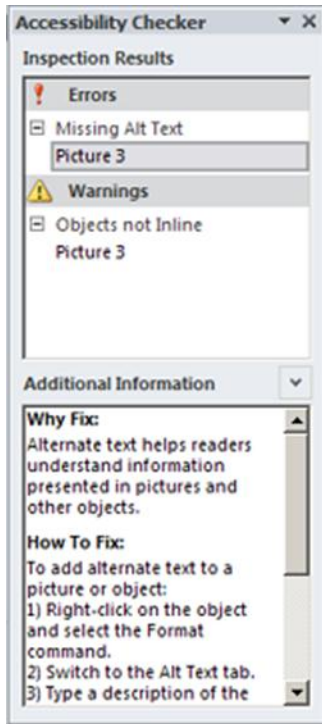 Accessibility Checker
Inspection Results
Errors
Missing Alt Text
Picture 3
Warnings
Objects not Inline
Picture 3
Additional Information
Why Fix:
Alternate text helps readers
understand information
presented in pictures and
other objects.
How To Fix:
To add alternate text to a
picture or object:
1) Right-click on the object
and select the Format
command.
2) Switch to the Alt Text tab.
3) Type a description of the